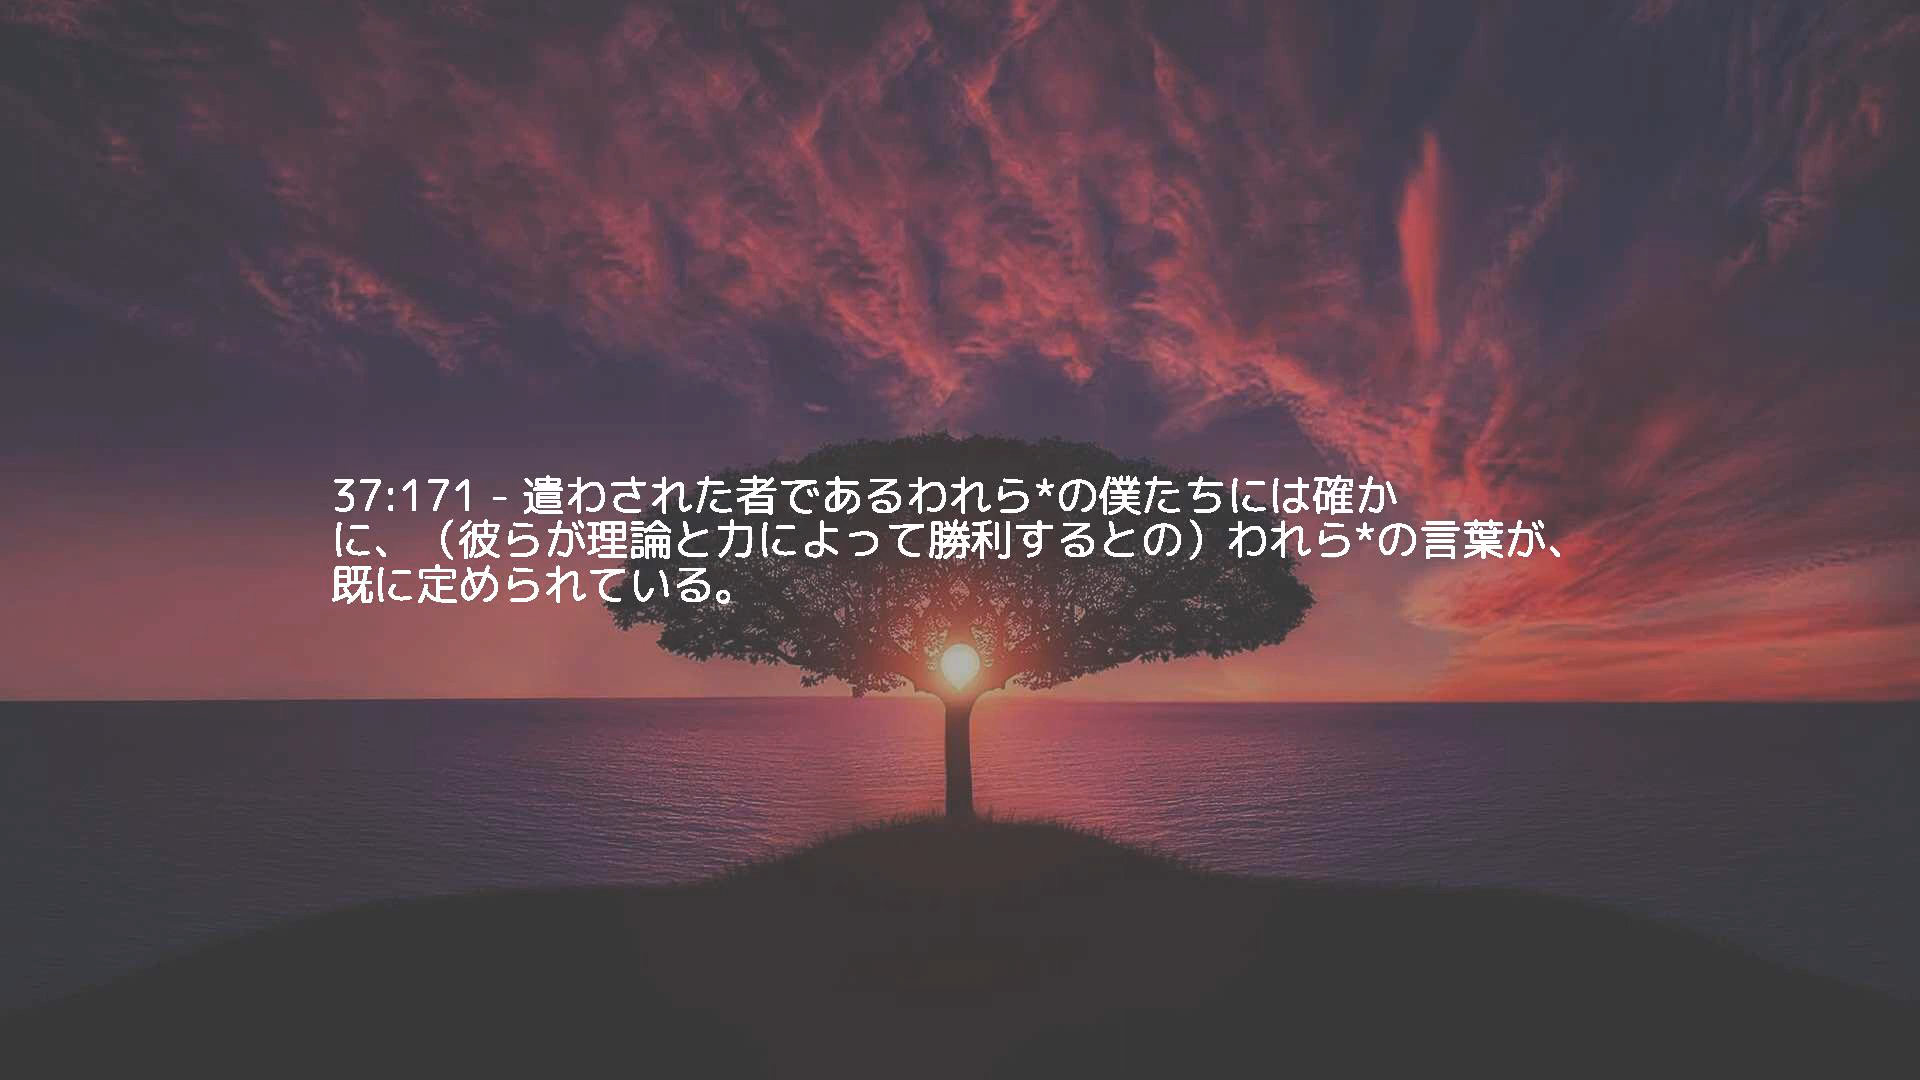 37:171 - 遣わされた者であるわれら*の僕たちには確か
に、（彼らが理論と力によって勝利するとの）われら*の言葉が、
既に定められている。